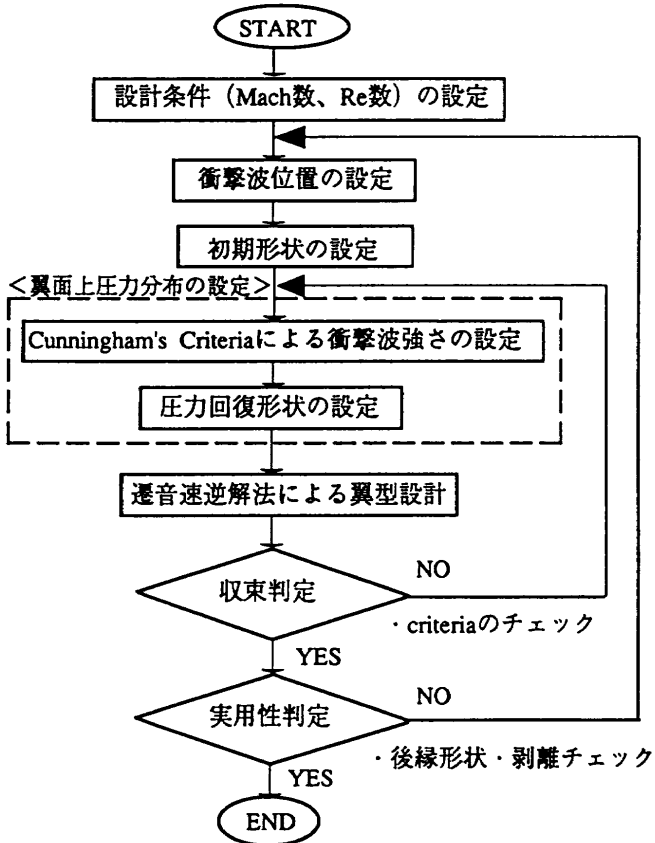 START
設計条件（Mach数、Re数）の設定
衝撃波位置の設定
初期形状の設定
＜翼面上圧力分布の設定＞
Cunningham's Criteriaによる衝撃波強さの設定
圧力回復形状の設定
遷音速逆解法による翼型設計
収束判定
NO
・criteriaのチェック
YES
実用性判定
NO
・後縁形状・剥離チェック
YES
END